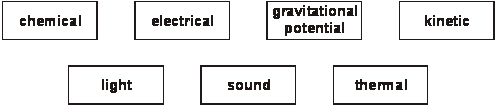 chemical
electrical
gravitational
potential
kinetic
light
sound
thermal